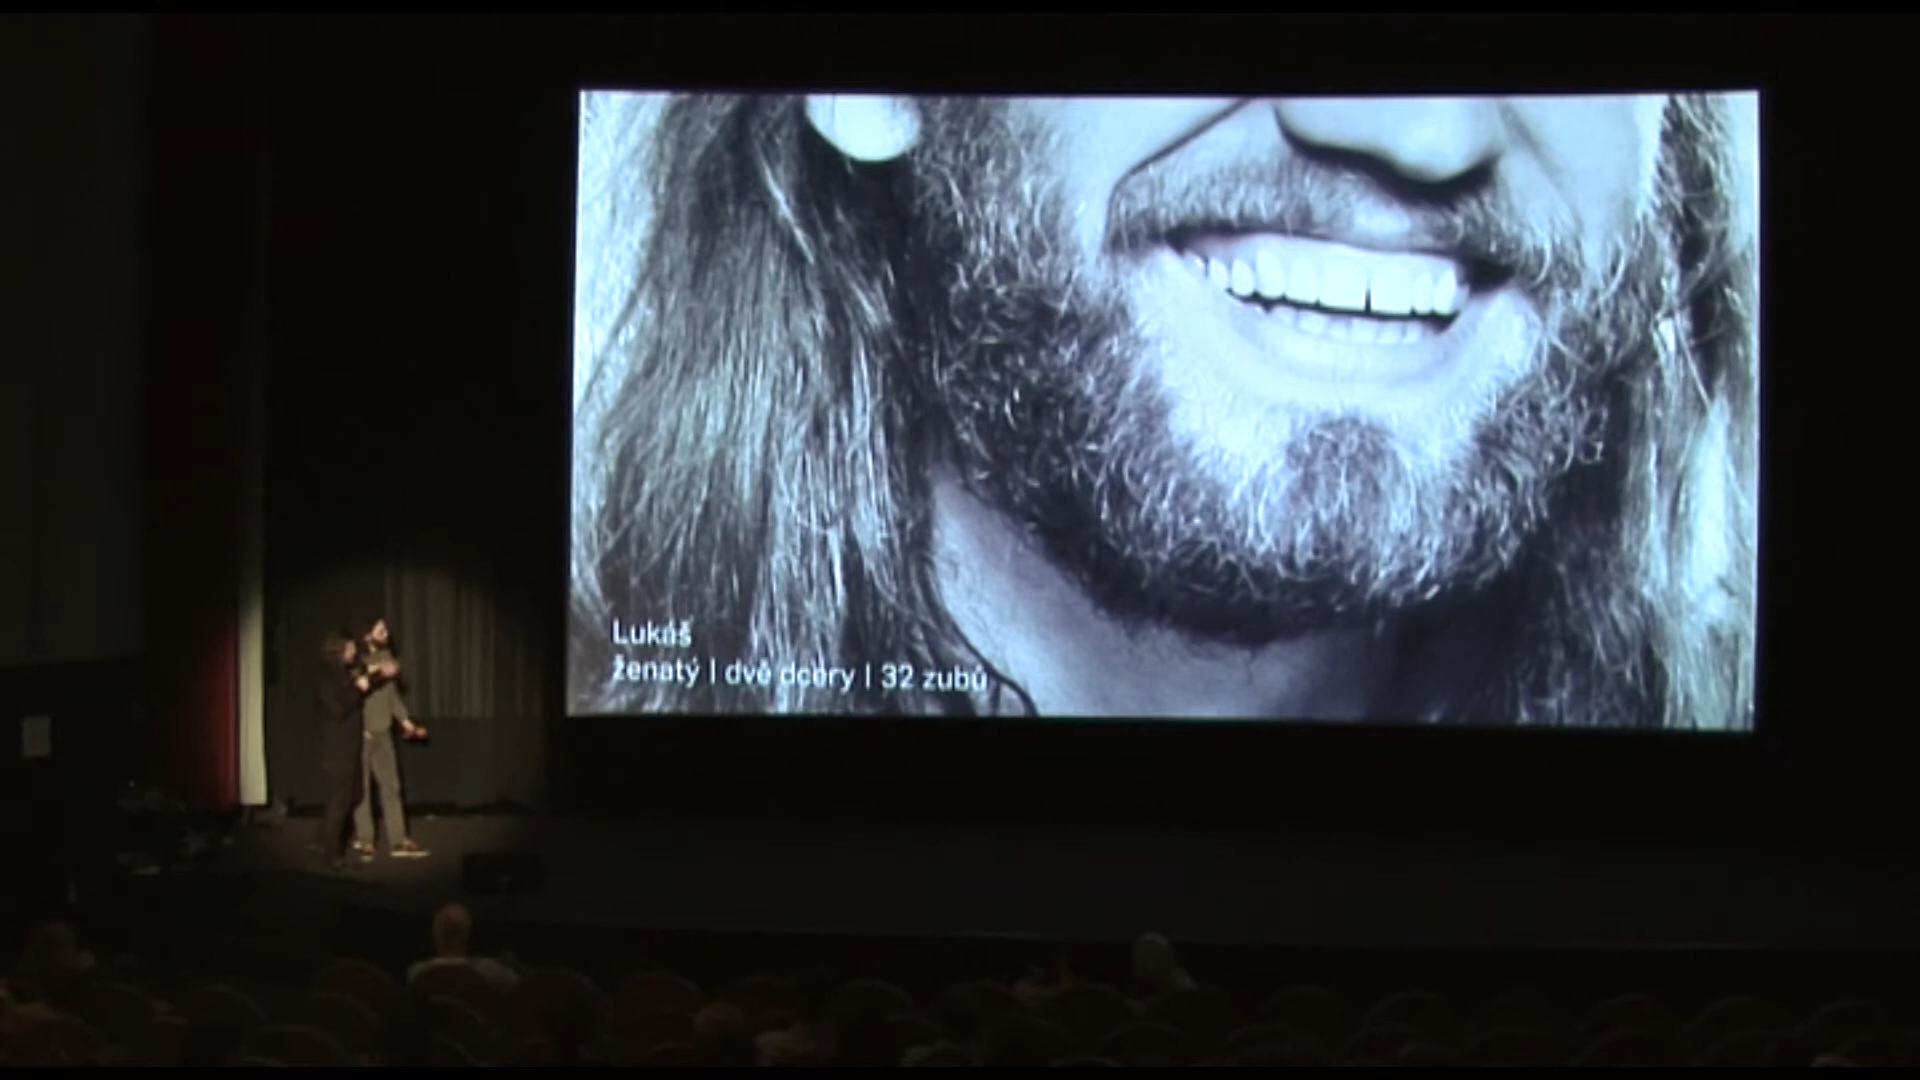 Lukáš
ženatý | dvě dcery | 32 zubů